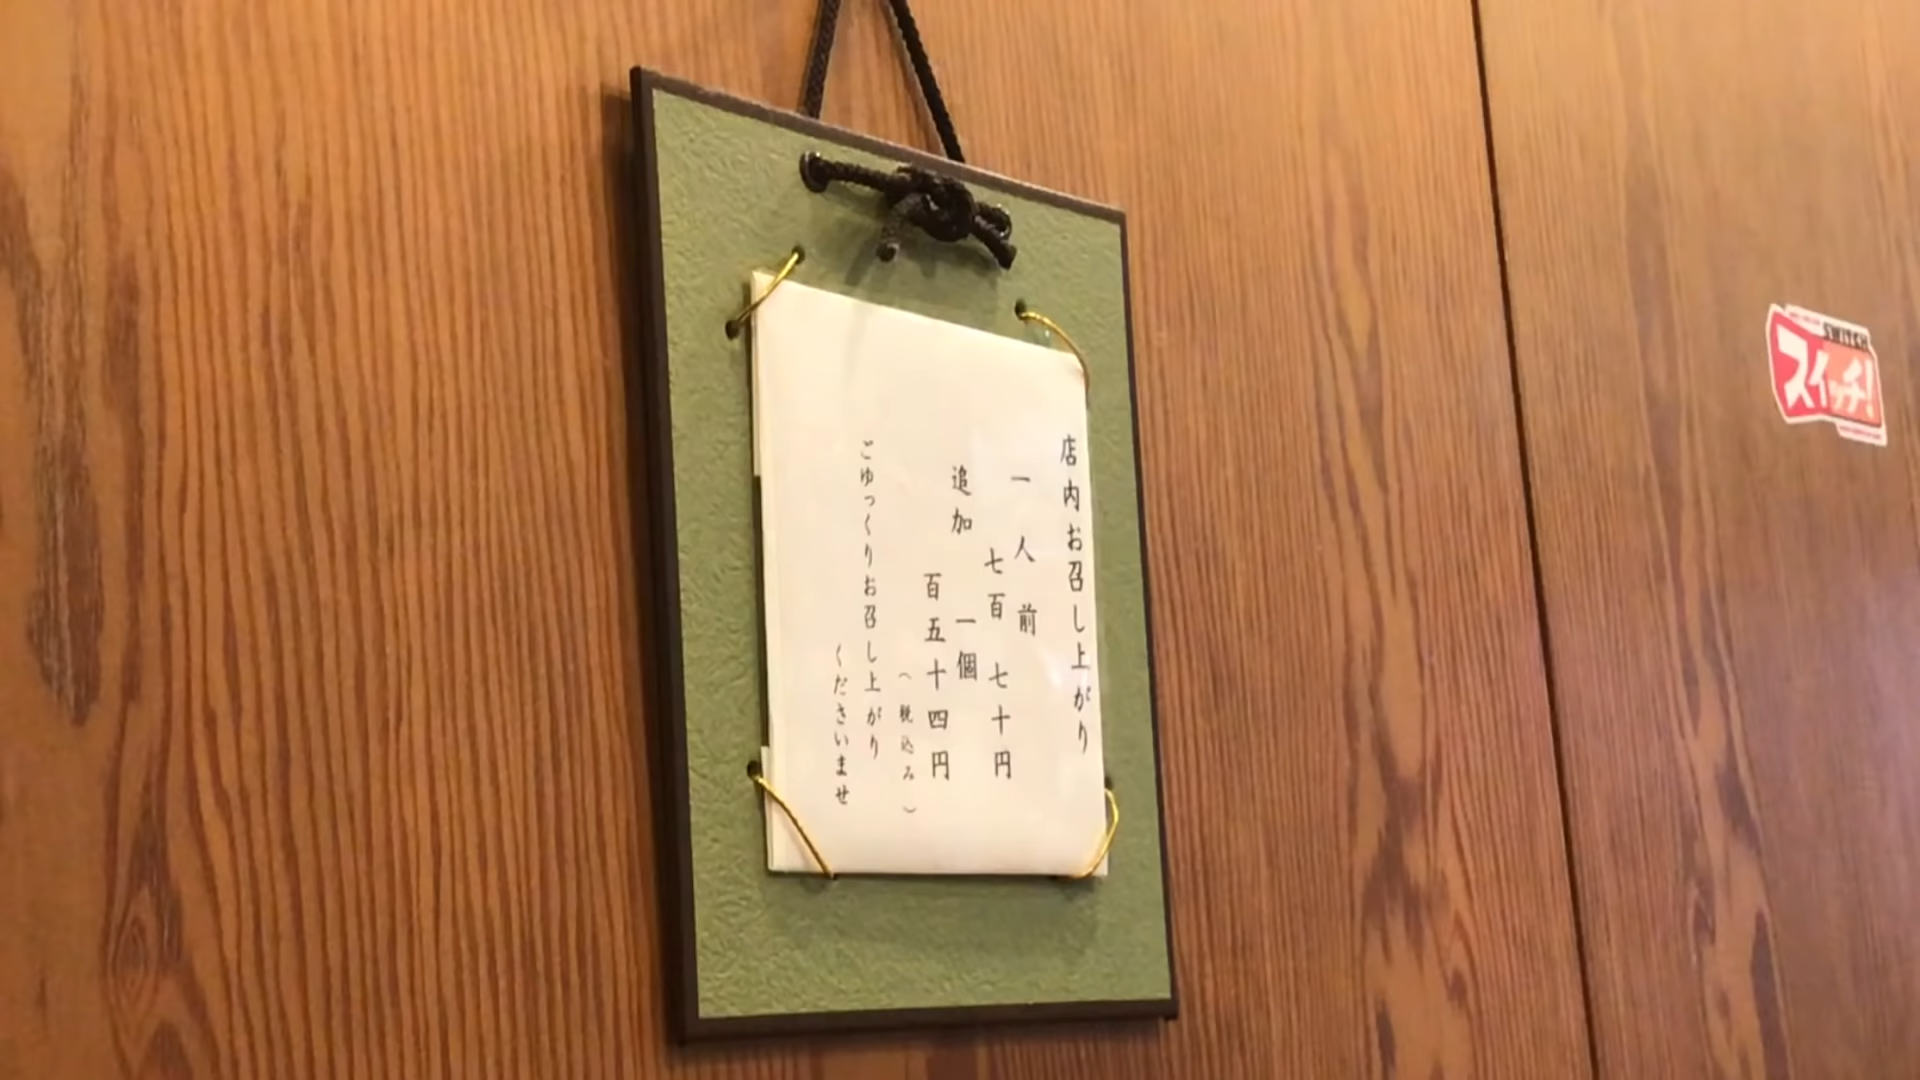 店内お召し上がり
一人前
七百七十円
追加 一個
百五十四円
（税込み）
ごゆっくりお召し上がり
くださいませ
SWITCH
スイッチ!